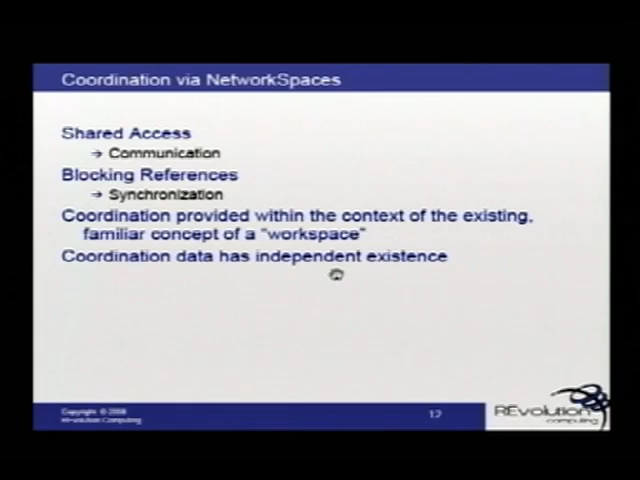 Coordination via NetworkSpaces
Shared Access
→ Communication
Blocking References
→ Synchronization
Coordination provided within the context of the existing,
familiar concept of a "workspace"
Coordination data has independent existence
Copyright © 2008
REvolution Computing
12
REvolution
computing